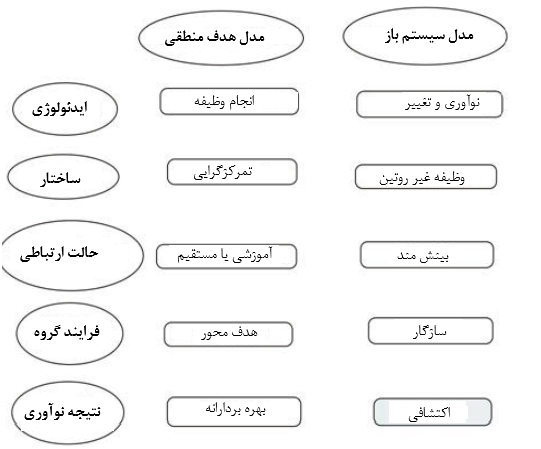 مدل سیستم باز
مدل هدف منطقی
نوآوری و تغییر
انجام وظیفه
ایدئولوژی
وظیفه غیر روتین
تمرکزگرایی
ساختار
بینش مند
آموزشی یا مستقیم
حالت ارتباطی
سازگار
هدف محور
فرایند گروه
اکتشافی
بهره بردارانه
نتیجه نوآوری